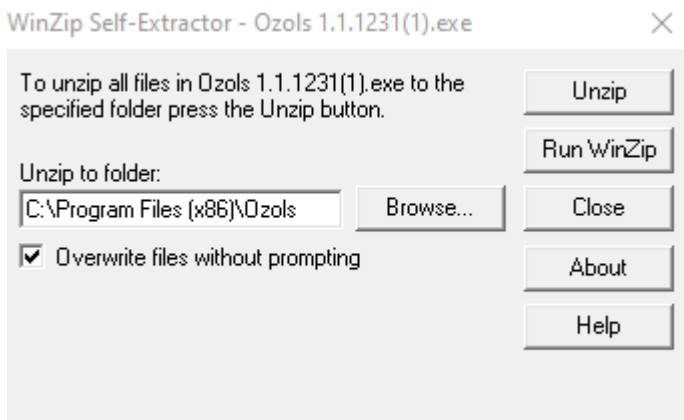 WinZip Self-Extractor - Ozols 1.1.1231(1).exe
To unzip all files in Ozols 1.1.1231(1).exe to the
specified folder press the Unzip button.
Unzip to folder:
C:\Program Files (x86)\Ozols
Browse...
Overwrite files without prompting
Unzip
Run WinZip
Close
About
Help